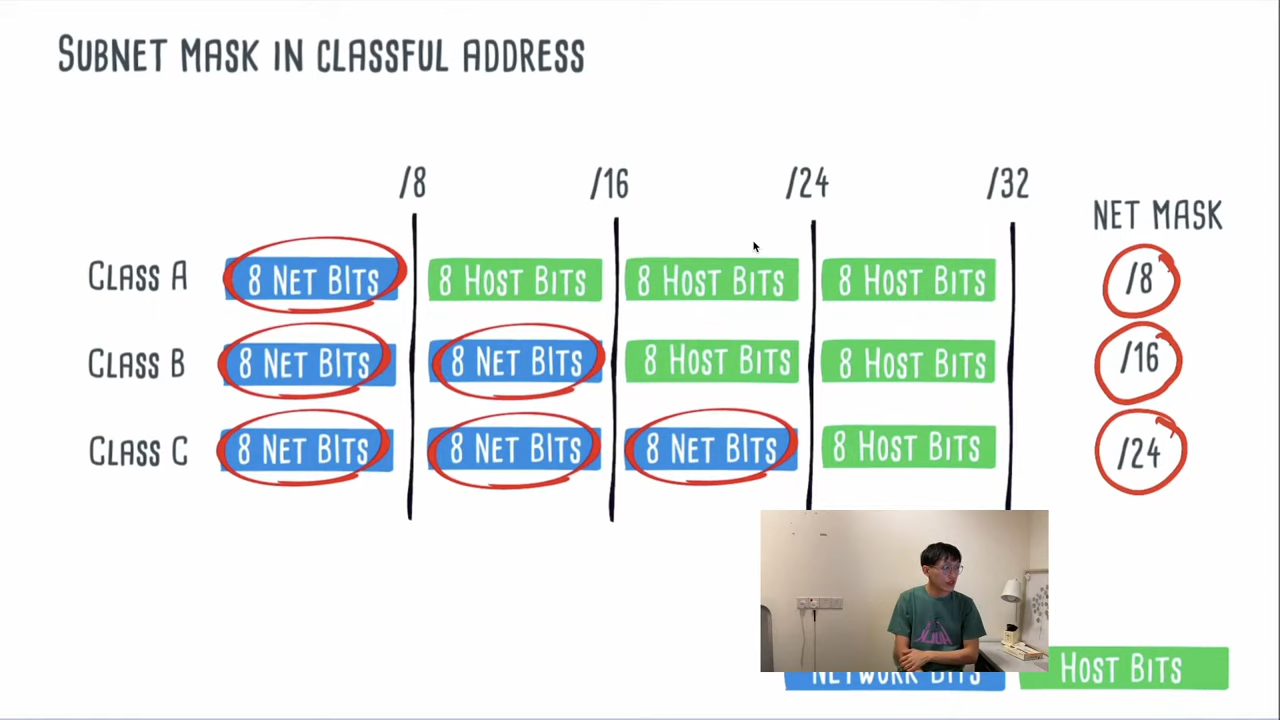 SUBNET MASK IN CLASSFUL ADDRESS
/8 /16 /24 /32
NET MASK
CLASS A 8 NET BITS 8 HOST BITS 8 HOST BITS 8 HOST BITS /8
CLASS B 8 NET BITS 8 NET BITS 8 HOST BITS 8 HOST BITS /16
CLASS C 8 NET BITS 8 NET BITS 8 NET BITS 8 HOST BITS /24
NETWORK BITS HOST BITS